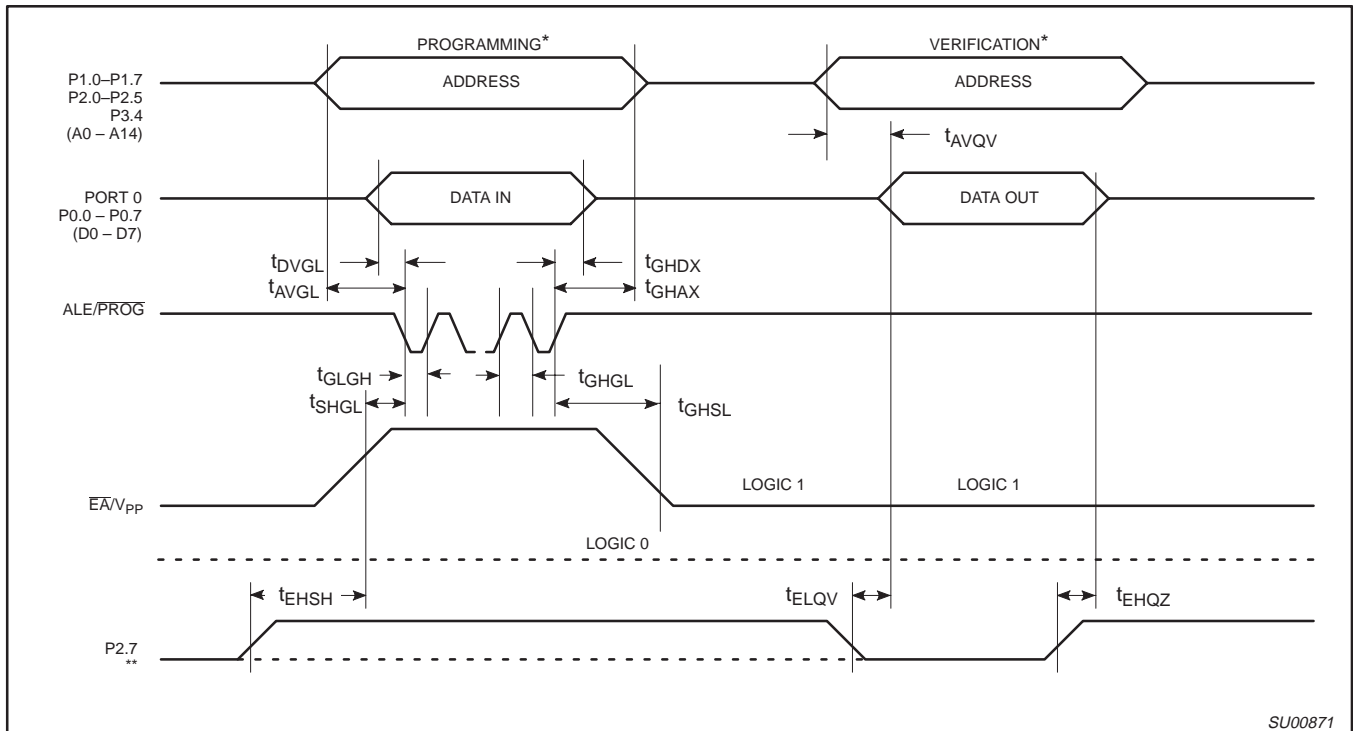 PROGRAMMING*
VERIFICATION*
P1.0–P1.7
P2.0–P2.5
P3.4
(A0 – A14)
ADDRESS
ADDRESS
tAVQV
PORT 0
P0.0 – P0.7
(D0 – D7)
DATA IN
DATA OUT
tDVGL
tGHDX
tAVGL
tGHAX
ALE/PROG
tGLGH
tGHGL
tSHGL
tGHSL
LOGIC 1
LOGIC 1
EA/VPP
LOGIC 0
tEHSH
tELQV
tEHQZ
P2.7
**
SU00871